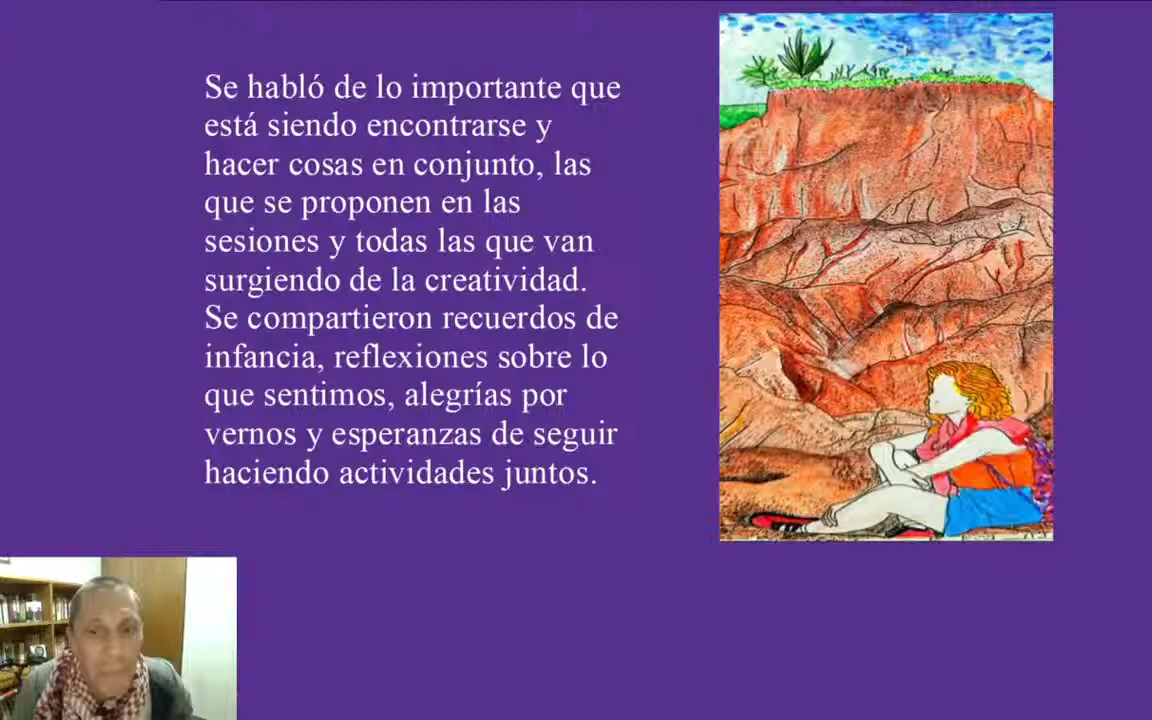 Se habló de lo importante que
está siendo encontrarse y
hacer cosas en conjunto, las
que se proponen en las
sesiones y todas las que van
surgiendo de la creatividad.
Se compartieron recuerdos de
infancia, reflexiones sobre lo
que sentimos, alegrías por
vernos y esperanzas de seguir
haciendo actividades juntos.